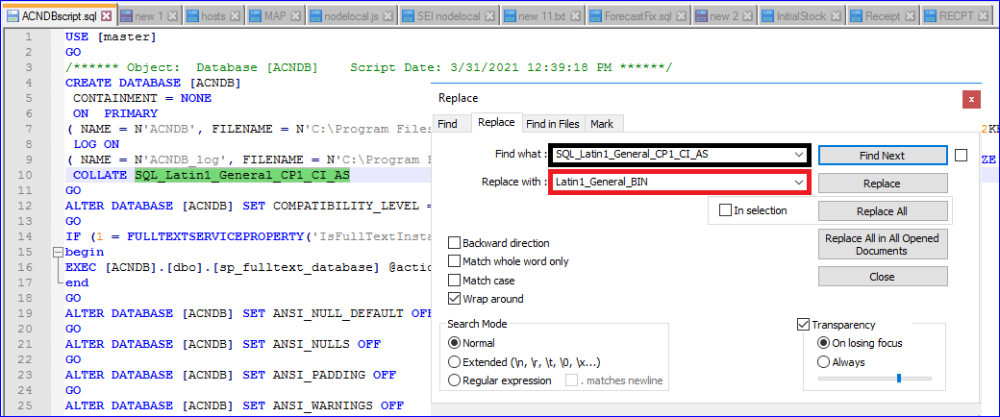 ACNDBscript.sql new 1 hosts MAP nodelocal.js SEI nodelocal new 11.txt ForecastFix.sql new 2 InitialStock Receipt RECPT
1 USE [master]
2 GO
3 /****** Object:  Database [ACNDB]    Script Date: 3/31/2021 12:39:18 PM ******/
4 CREATE DATABASE [ACNDB]
5 CONTAINMENT = NONE
6 ON  PRIMARY
7 ( NAME = N'ACNDB', FILENAME = N'C:\Program Files
8 LOG ON
9 ( NAME = N'ACNDB_log', FILENAME = N'C:\Program
10 COLLATE SQL_Latin1_General_CP1_CI_AS
11 GO
12 ALTER DATABASE [ACNDB] SET COMPATIBILITY_LEVEL =
13 GO
14 IF (1 = FULLTEXTSERVICEPROPERTY('IsFullTextInsta
15 begin
16 EXEC [ACNDB].[dbo].[sp_fulltext_database] @actio
17 end
18 GO
19 ALTER DATABASE [ACNDB] SET ANSI_NULL_DEFAULT OFF
20 GO
21 ALTER DATABASE [ACNDB] SET ANSI_NULLS OFF
22 GO
23 ALTER DATABASE [ACNDB] SET ANSI_PADDING OFF
24 GO
25 ALTER DATABASE [ACNDB] SET ANSI_WARNINGS OFF
Replace x
Find Replace Find in Files Mark
Find what : SQL_Latin1_General_CP1_CI_AS Find Next
Replace with : Latin1_General_BIN Replace
In selection Replace All
Replace All in All Opened
Documents
Close
Backward direction
Match whole word only
Match case
Wrap around
Search Mode
Normal
Extended (\n, \r, \t, \0, \x...)
Regular expression . matches newline
Transparency
On losing focus
Always
2KB
ZE